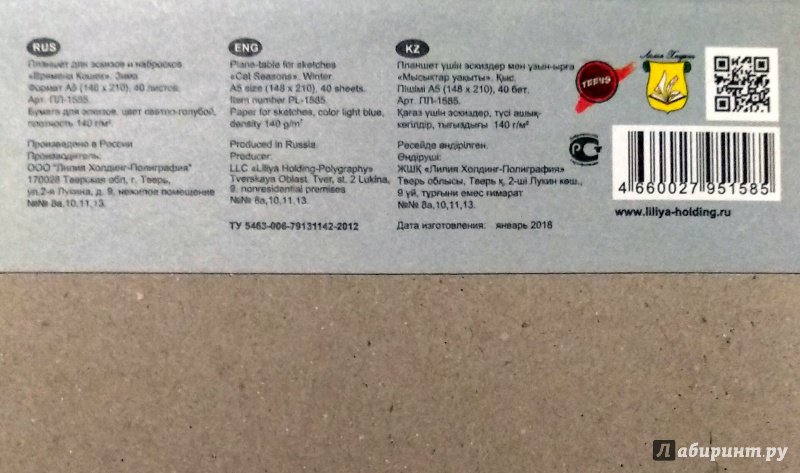 RUS
Планшет для эскизов и набросков
«Времена Кошек». Зима
Формат А5 (148 х 210), 40 листов.
Арт. ПЛ-1585.
Бумага для эскизов, цвет светло-голубой,
плотность 140 г/м²
Произведено в России
Производитель:
ООО "Лилия Холдинг-Полиграфия"
170028 Тверская обл, г. Тверь,
ул.2-я Лукина, д. 9, нежилое помещение
№№ 8а,10,11,13.
ENG
Plane-table for sketches
«Cat Seasons». Winter
A5 size (148 x 210), 40 sheets.
Item number PL-1585.
Paper for sketches, color light blue,
density 140 g/m²
Produced in Russia
Producer:
LLC «Liliya Holding-Polygraphy»
Tverskaya Oblast, Tver, st. 2 Lukina,
9, nonresidential premises
№№ 8а,10,11,13.
ТУ 5463-006-79131142-2012
KZ
Планшет үшін эскиздер мен ұзын-ырға
«Мысықтар уақыты». Қыс.
Пішімі А5 (148 х 210), 40 бет.
Арт. ПЛ-1585.
Қағаз үшін эскиздер, түсі ашық-
көгілдір, тығыздығы 140 г/м²
Ресейде өндірілген.
Өндіруші:
ЖШҚ «Лилия Холдинг-Полиграфия»
Тверь облысы, Тверь қ, 2-ші Лукин көш.,
9 үй, тұрғыны емес ғимарат
№№ 8а,10,11,13.
Дата изготовления: январь 2018
Лилия Холдинг
4 660027 951585
www.liliya-holding.ru
Лабиринт.ру